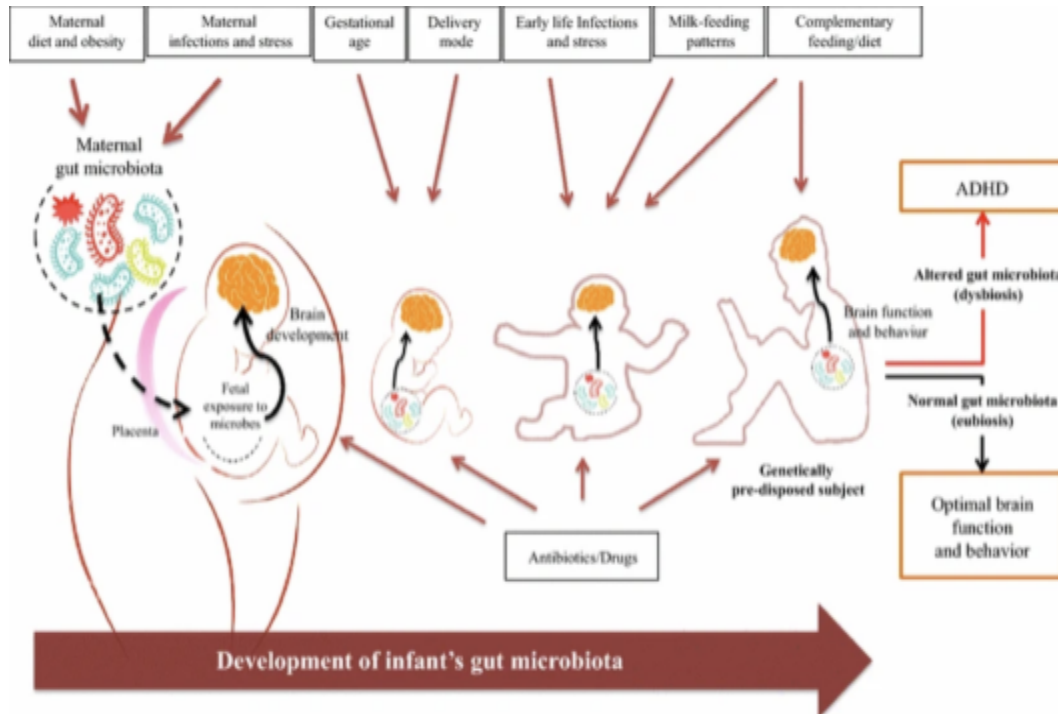 Maternal
diet and obesity
Maternal
infections and stress
Gestational
age
Delivery
mode
Early life Infections
and stress
Milk-feeding
patterns
Complementary
feeding/diet
Maternal
gut microbiota
Brain
development
Fetal
exposure to
microbes
Placenta
Brain function
and behaviur
Genetically
pre-disposed subject
Antibiotics/Drugs
ADHD
Altered gut microbiota
(dysbiosis)
Normal gut microbiota
(eubiosis)
Optimal brain
function
and behavior
Development of infant's gut microbiota